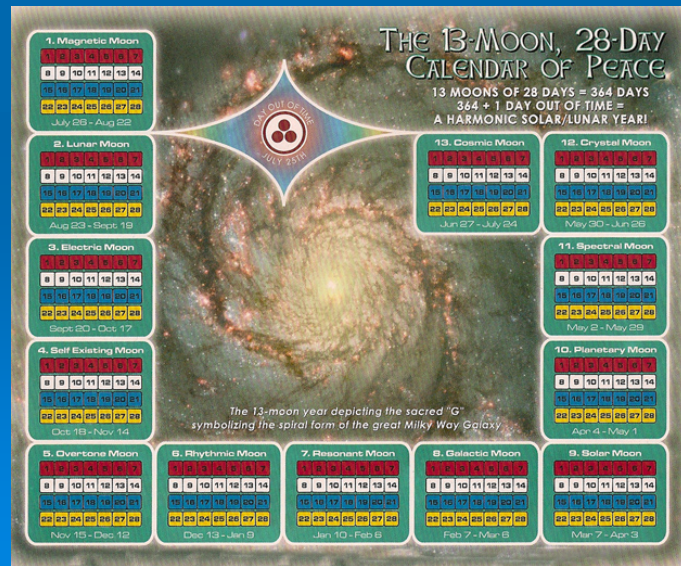 THE 13-MOON, 28-DAY
CALENDAR OF PEACE
13 MOONS OF 28 DAYS = 364 DAYS
364 + 1 DAY OUT OF TIME =
A HARMONIC SOLAR/LUNAR YEAR!
DAY OUT OF TIME
JULY 25TH
1. Magnetic Moon
1 2 3 4 5 6 7
8 9 10 11 12 13 14
15 16 17 18 19 20 21
22 23 24 25 26 27 28
July 26 - Aug 22
2. Lunar Moon
1 2 3 4 5 6 7
8 9 10 11 12 13 14
15 16 17 18 19 20 21
22 23 24 25 26 27 28
Aug 23 - Sept 19
3. Electric Moon
1 2 3 4 5 6 7
8 9 10 11 12 13 14
15 16 17 18 19 20 21
22 23 24 25 26 27 28
Sept 20 - Oct 17
4. Self Existing Moon
1 2 3 4 5 6 7
8 9 10 11 12 13 14
15 16 17 18 19 20 21
22 23 24 25 26 27 28
Oct 18 - Nov 14
5. Overtone Moon
1 2 3 4 5 6 7
8 9 10 11 12 13 14
15 16 17 18 19 20 21
22 23 24 25 26 27 28
Nov 15 - Dec 12
6. Rhythmic Moon
1 2 3 4 5 6 7
8 9 10 11 12 13 14
15 16 17 18 19 20 21
22 23 24 25 26 27 28
Dec 13 - Jan 9
7. Resonant Moon
1 2 3 4 5 6 7
8 9 10 11 12 13 14
15 16 17 18 19 20 21
22 23 24 25 26 27 28
Jan 10 - Feb 6
8. Galactic Moon
1 2 3 4 5 6 7
8 9 10 11 12 13 14
15 16 17 18 19 20 21
22 23 24 25 26 27 28
Feb 7 - Mar 6
9. Solar Moon
1 2 3 4 5 6 7
8 9 10 11 12 13 14
15 16 17 18 19 20 21
22 23 24 25 26 27 28
Mar 7 - Apr 3
10. Planetary Moon
1 2 3 4 5 6 7
8 9 10 11 12 13 14
15 16 17 18 19 20 21
22 23 24 25 26 27 28
Apr 4 - May 1
11. Spectral Moon
1 2 3 4 5 6 7
8 9 10 11 12 13 14
15 16 17 18 19 20 21
22 23 24 25 26 27 28
May 2 - May 29
12. Crystal Moon
1 2 3 4 5 6 7
8 9 10 11 12 13 14
15 16 17 18 19 20 21
22 23 24 25 26 27 28
May 30 - Jun 26
13. Cosmic Moon
1 2 3 4 5 6 7
8 9 10 11 12 13 14
15 16 17 18 19 20 21
22 23 24 25 26 27 28
Jun 27 - July 24
The 13-moon year depicting the sacred "G"
symbolizing the spiral form of the great Milky Way Galaxy